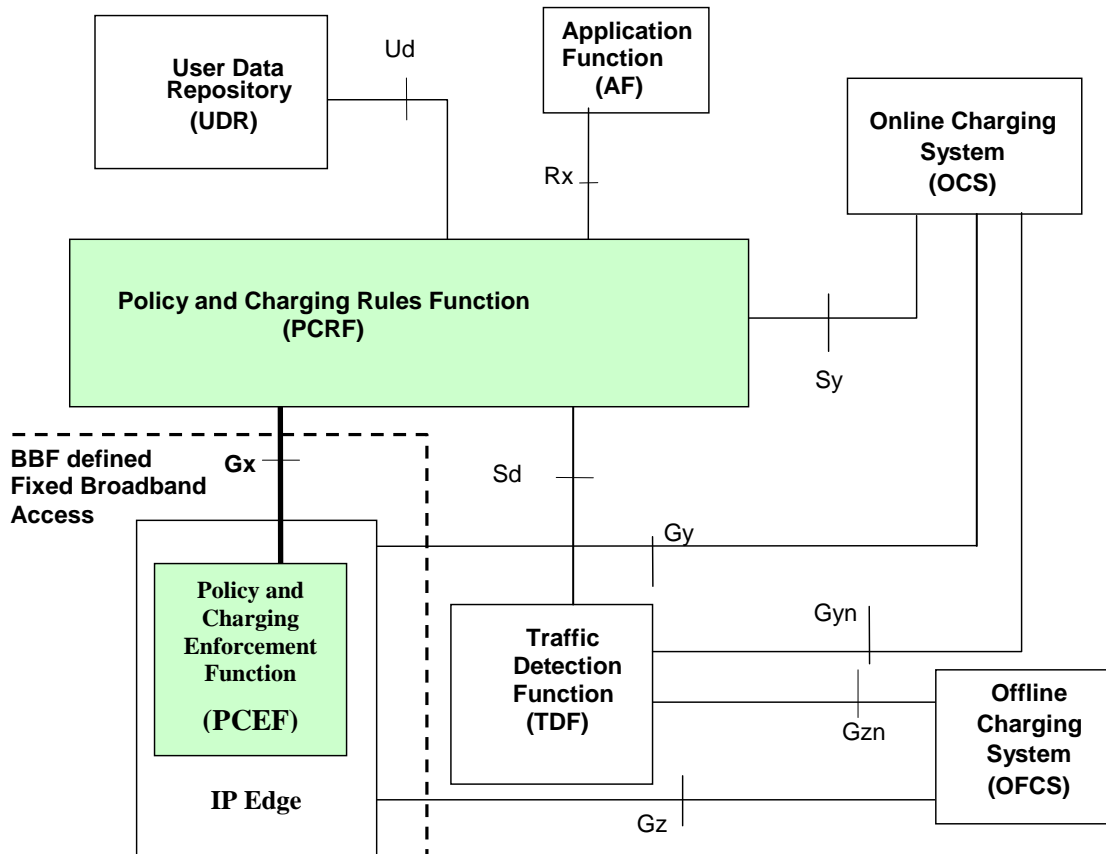 Ud
User Data
Repository
(UDR)
Application
Function
(AF)
Rx
Online Charging
System
(OCS)
Policy and Charging Rules Function
(PCRF)
Sy
BBF defined
Fixed Broadband
Access
Gx
Sd
Gy
Policy and
Charging
Enforcement
Function
(PCEF)
IP Edge
Traffic
Detection
Function
(TDF)
Gyn
Gzn
Offline
Charging
System
(OFCS)
Gz